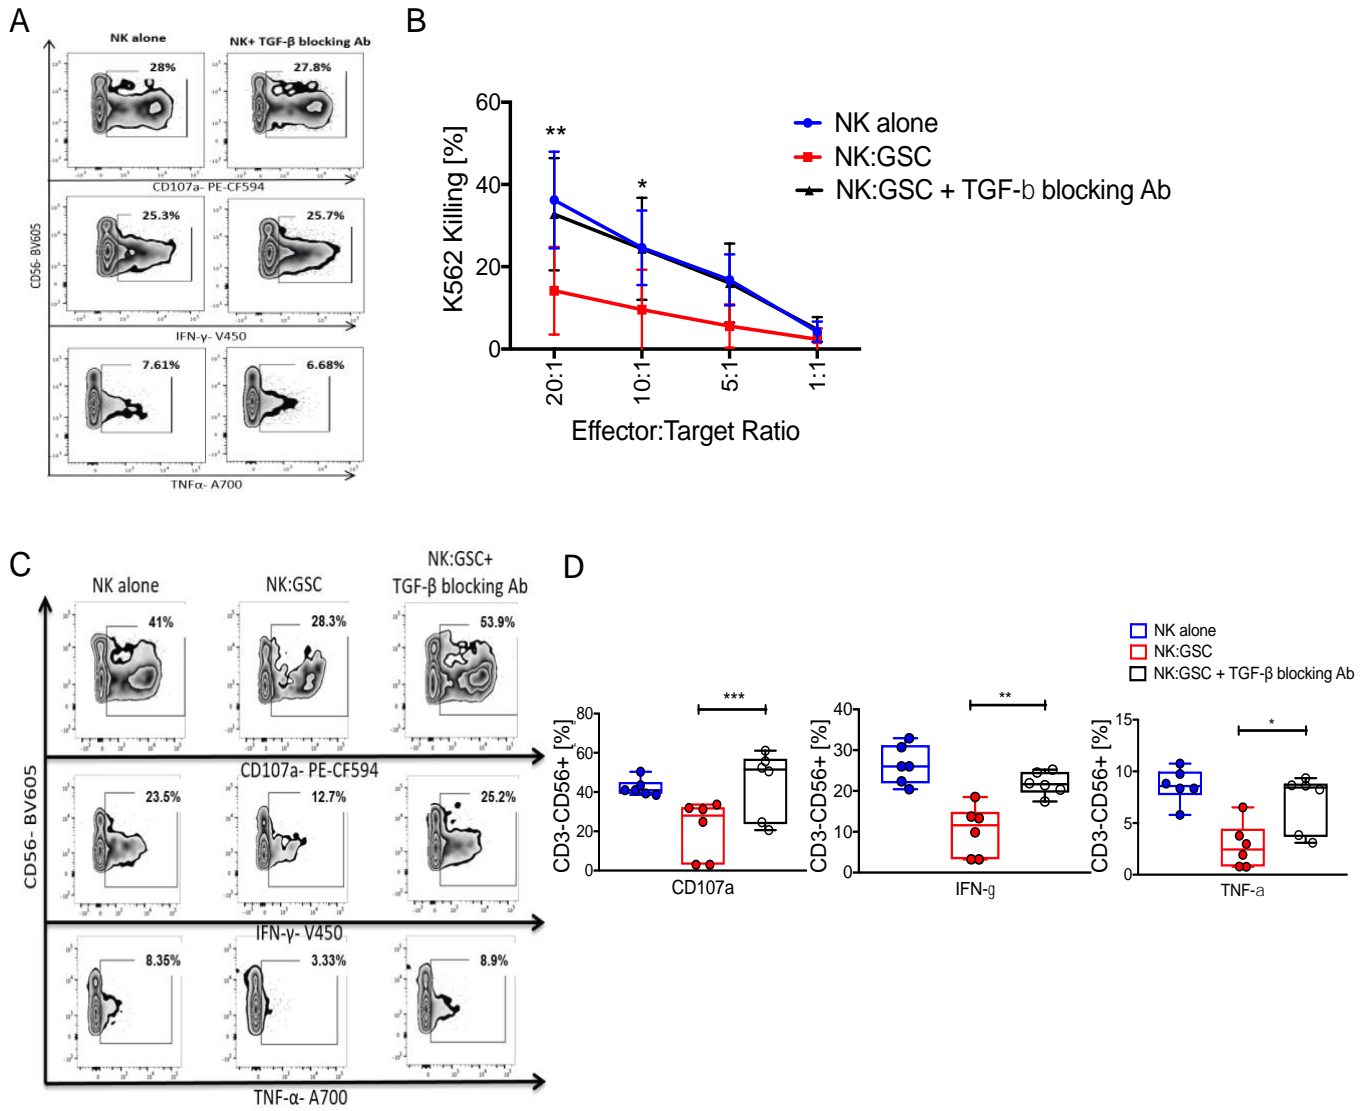 A
NK alone
NK+ TGF-β blocking Ab
28%
27.8%
CD107a- PE-CF594
25.3%
25.7%
CD56- BV605
IFN-γ- V450
7.61%
6.68%
TNFα- A700
B
60
40
20
0
K562 Killing [%]
**
*
20:1
10:1
5:1
1:1
Effector:Target Ratio
NK alone
NK:GSC
NK:GSC + TGF-b blocking Ab
C
NK alone
NK:GSC
NK:GSC+
TGF-β blocking Ab
41%
28.3%
53.9%
CD107a- PE-CF594
23.5%
12.7%
25.2%
CD56- BV605
IFN-γ- V450
8.35%
3.33%
8.9%
TNF-α- A700
D
NK alone
NK:GSC
NK:GSC + TGF-β blocking Ab
80
60
40
20
0
CD3-CD56+ [%]
***
CD107a
40
30
20
10
0
CD3-CD56+ [%]
**
IFN-g
15
10
5
0
CD3-CD56+ [%]
*
TNF-a